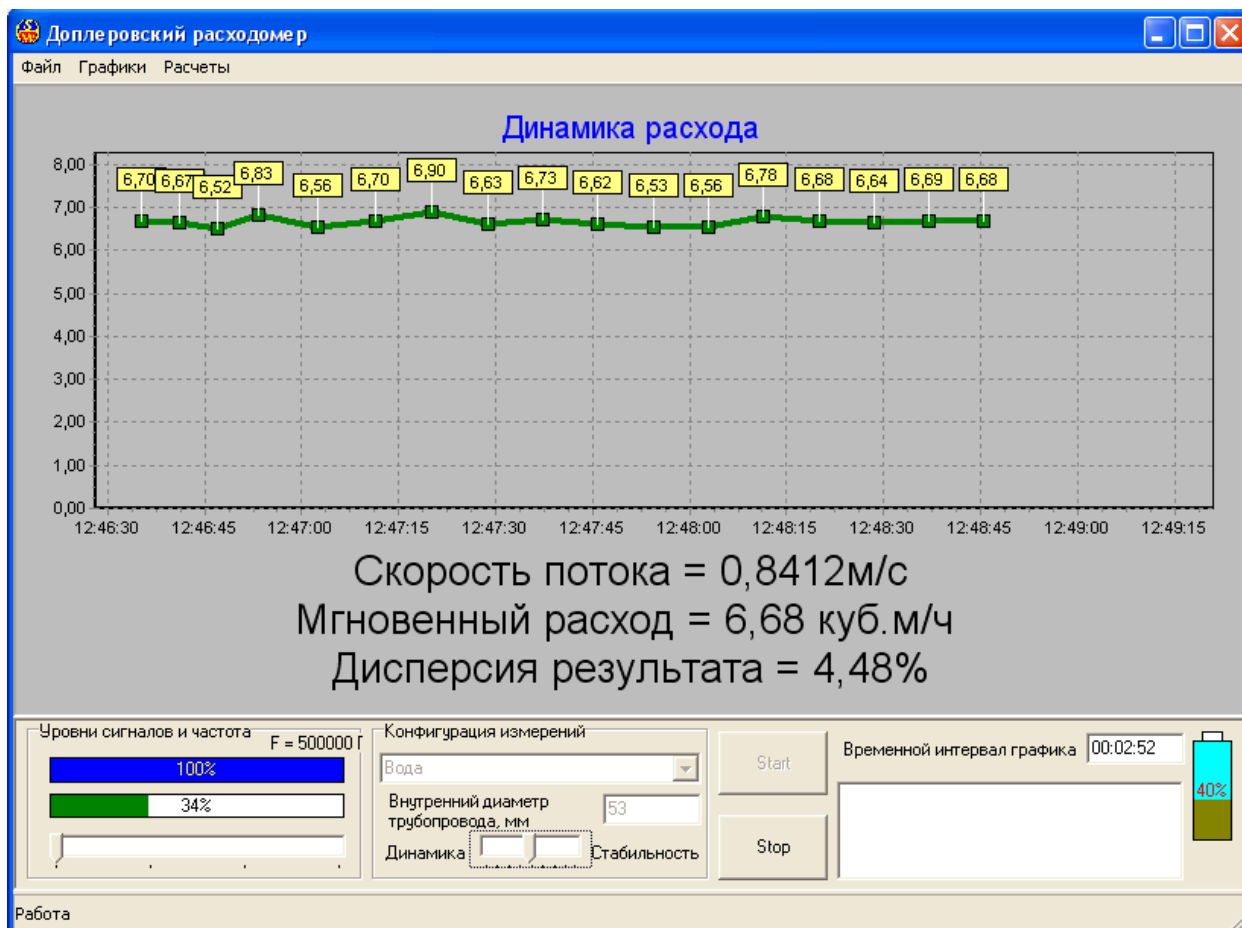 Доплеровский расходомер
Файл Графики Расчеты
Динамика расхода
8,00
7,00
6,00
5,00
4,00
3,00
2,00
1,00
0,00
6,70 6,67 6,52 6,83 6,56 6,70 6,90 6,63 6,73 6,62 6,53 6,56 6,78 6,68 6,64 6,69 6,68
12:46:30 12:46:45 12:47:00 12:47:15 12:47:30 12:47:45 12:48:00 12:48:15 12:48:30 12:48:45 12:49:00 12:49:15
Скорость потока = 0,8412м/с
Мгновенный расход = 6,68 куб.м/ч
Дисперсия результата = 4,48%
Уровни сигналов и частота
F = 500000 Г
100%
34%
Конфигурация измерений
Вода
Внутренний диаметр
трубопровода, мм
53
Динамика Стабильность
Start
Stop
Временной интервал графика 00:02:52
40%
Работа